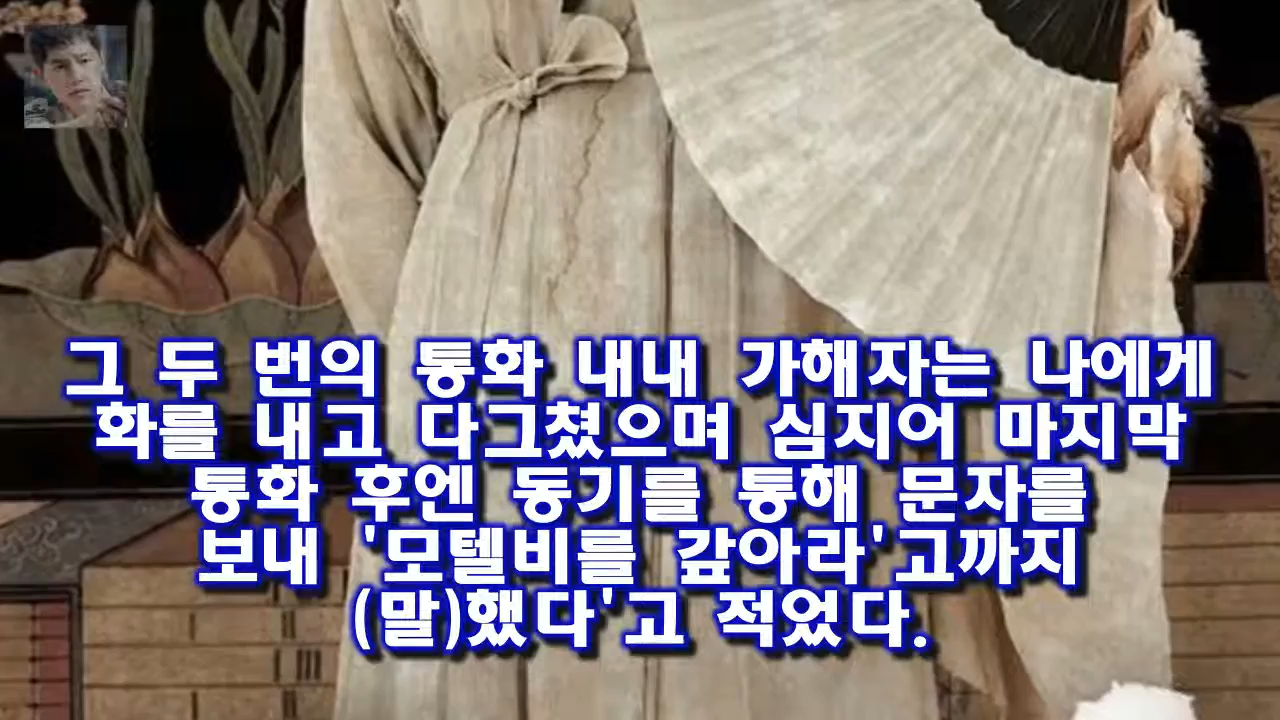 그 두 번의 통화 내내 가해자는 나에게
화를 내고 다그쳤으며 심지어 마지막
통화 후엔 동기를 통해 문자를
보내 '모텔비를 갚아라'고까지
(말)했다'고 적었다.